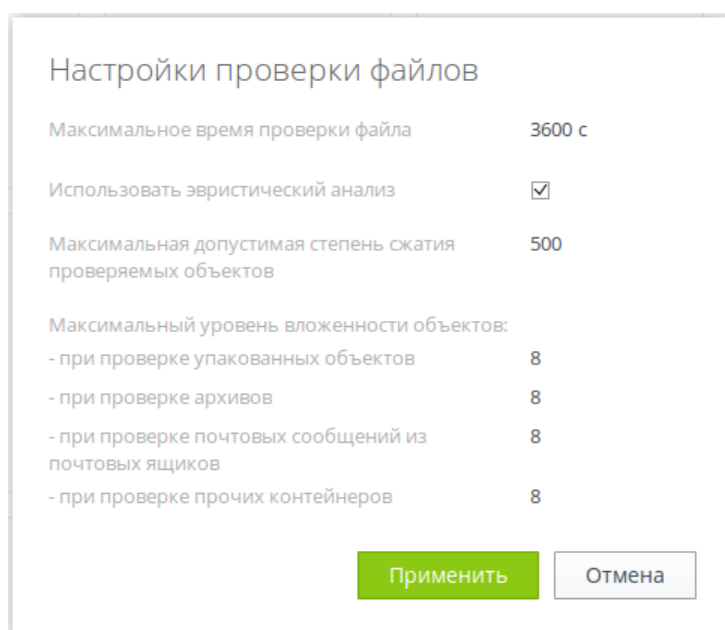 Настройки проверки файлов
Максимальное время проверки файла 3600 с
Использовать эвристический анализ
Максимальная допустимая степень сжатия 500
проверяемых объектов
Максимальный уровень вложенности объектов:
- при проверке упакованных объектов 8
- при проверке архивов 8
- при проверке почтовых сообщений из 8
почтовых ящиков
- при проверке прочих контейнеров 8
Применить Отмена